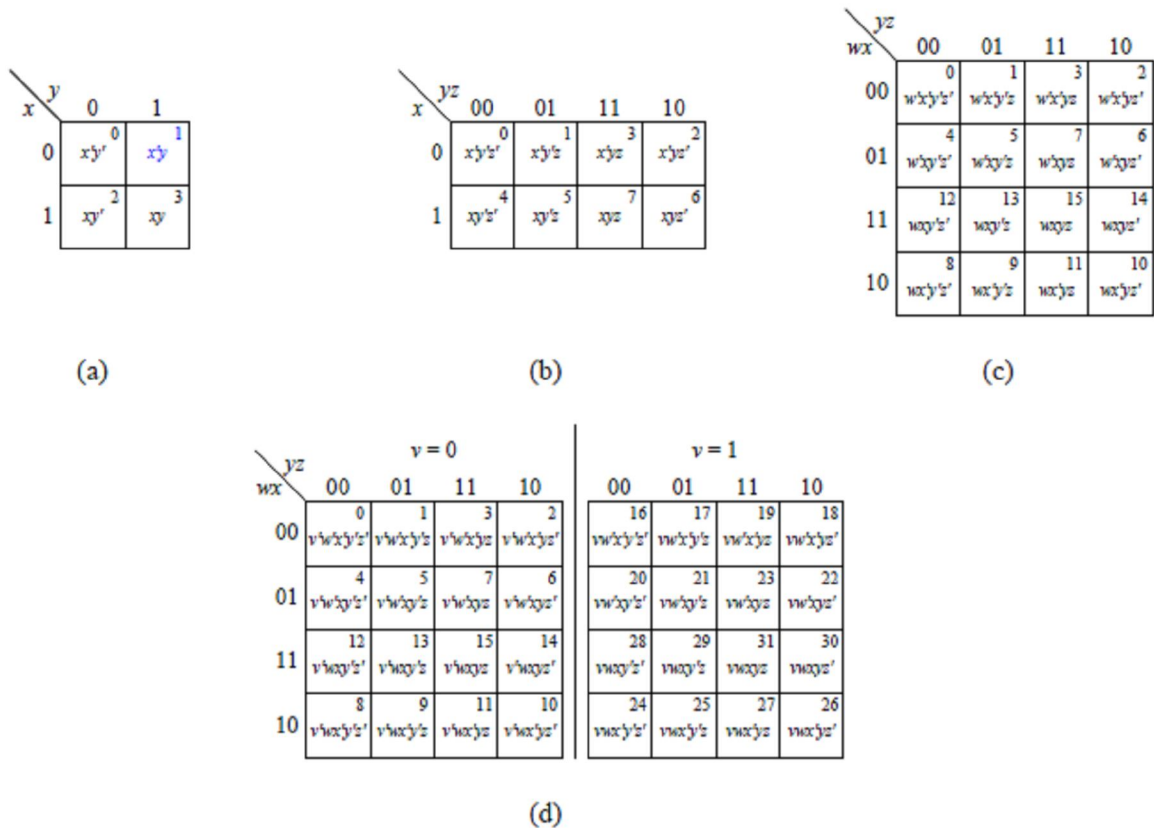 y
x 0 1
0 x'y' 0 x'y 1
1 xy' 2 xy 3
(a)
yz
x 00 01 11 10
0 x'y'z' 0 x'y'z 1 x'yz 3 x'yz' 2
1 xy'z' 4 xy'z 5 xyz 7 xyz' 6
(b)
yz
wx 00 01 11 10
00 w'x'y'z' 0 w'x'y'z 1 w'x'yz 3 w'x'yz' 2
01 w'xy'z' 4 w'xy'z 5 w'xyz 7 w'xyz' 6
11 wxy'z' 12 wxy'z 13 wxyz 15 wxyz' 14
10 wx'y'z' 8 wx'y'z 9 wx'yz 11 wx'yz' 10
(c)
v = 0 v = 1
yz
wx 00 01 11 10 00 01 11 10
00 v'w'x'y'z' 0 v'w'x'y'z 1 v'w'x'yz 3 v'w'x'yz' 2 vw'x'y'z' 16 vw'x'y'z 17 vw'x'yz 19 vw'x'yz' 18
01 v'w'xy'z' 4 v'w'xy'z 5 v'w'xyz 7 v'w'xyz' 6 vw'xy'z' 20 vw'xy'z 21 vw'xyz 23 vw'xyz' 22
11 v'wxy'z' 12 v'wxy'z 13 v'wxyz 15 v'wxyz' 14 vwxy'z' 28 vwxy'z 29 vwxyz 31 vwxyz' 30
10 v'wx'y'z' 8 v'wx'y'z 9 v'wx'yz 11 v'wx'yz' 10 vwx'y'z' 24 vwx'y'z 25 vwx'yz 27 vwx'yz' 26
(d)